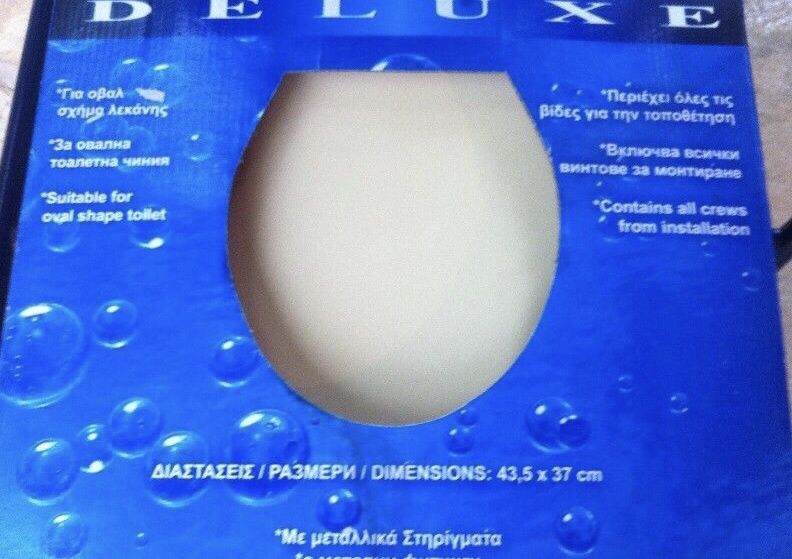 DELUXE
*Για οβαλ
σχήμα λεκάνης
*За овална
тоалетна чиния
*Suitable for
oval shape toilet
*Περιέχει όλες τις
βίδες για την τοποθέτηση
*Включва всички
винтове за монтиране
*Contains all crews
from installation
ΔΙΑΣΤΑΣΕΙΣ / РАЗМЕРИ / DIMENSIONS: 43,5 x 37 cm
*Με μεταλλικά Στηρίγματα